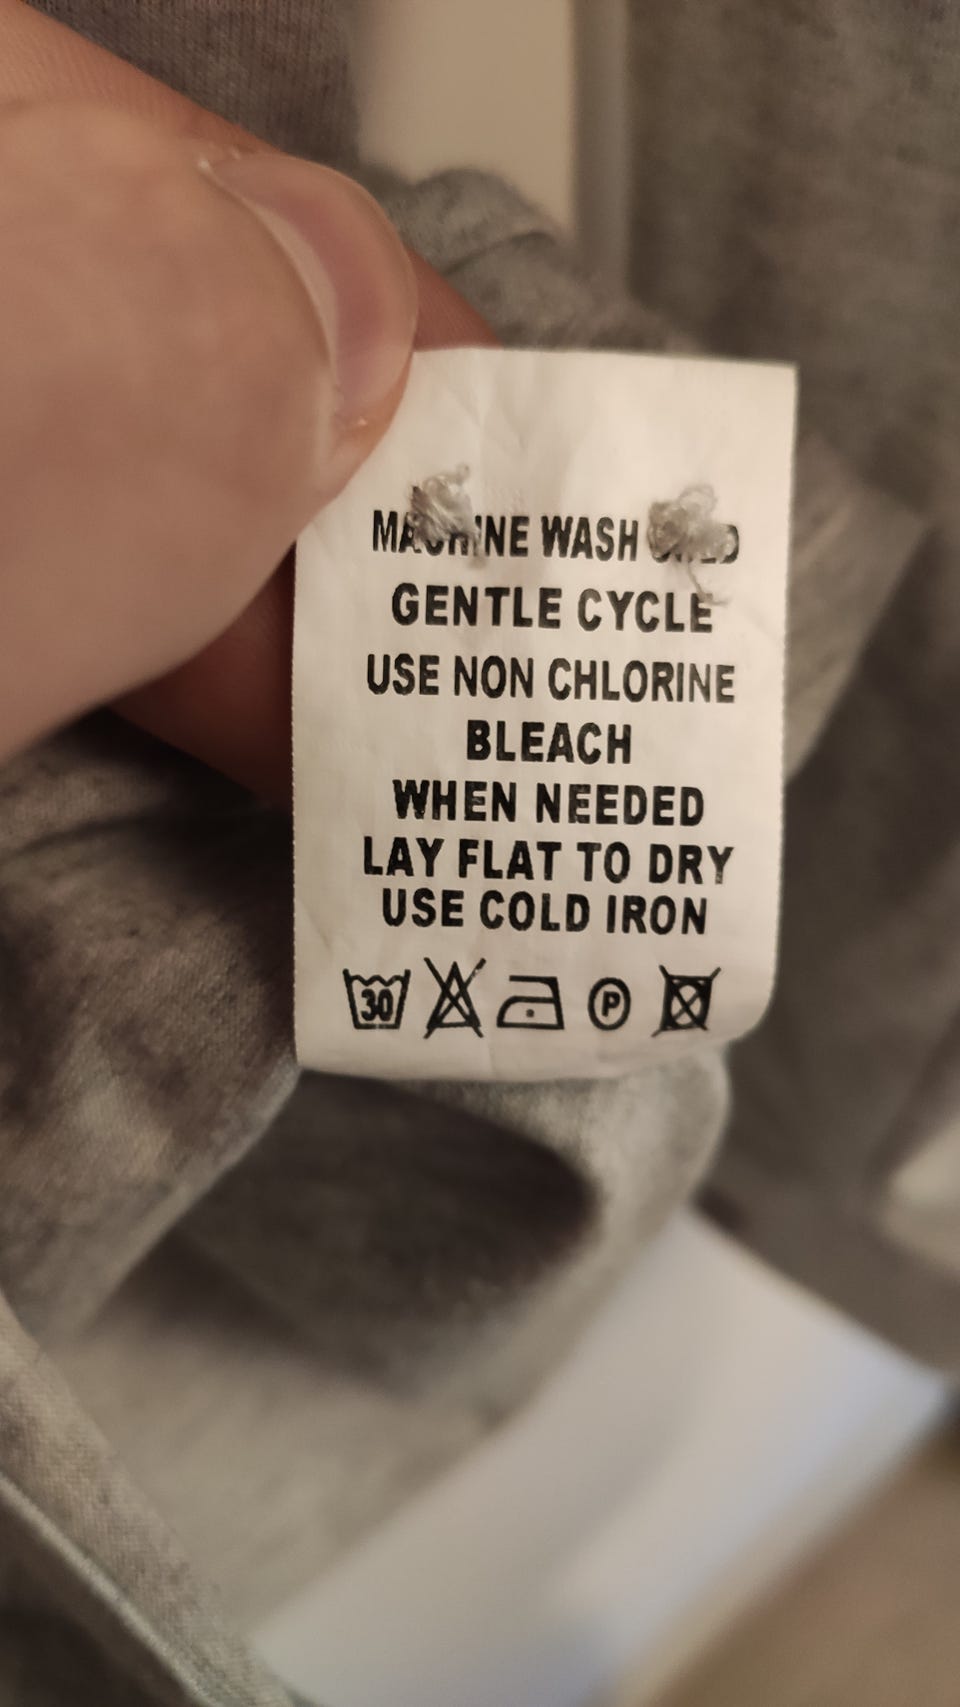 MACHINE WASH
GENTLE CYCLE
USE NON CHLORINE
BLEACH
WHEN NEEDED
LAY FLAT TO DRY
USE COLD IRON
30 P